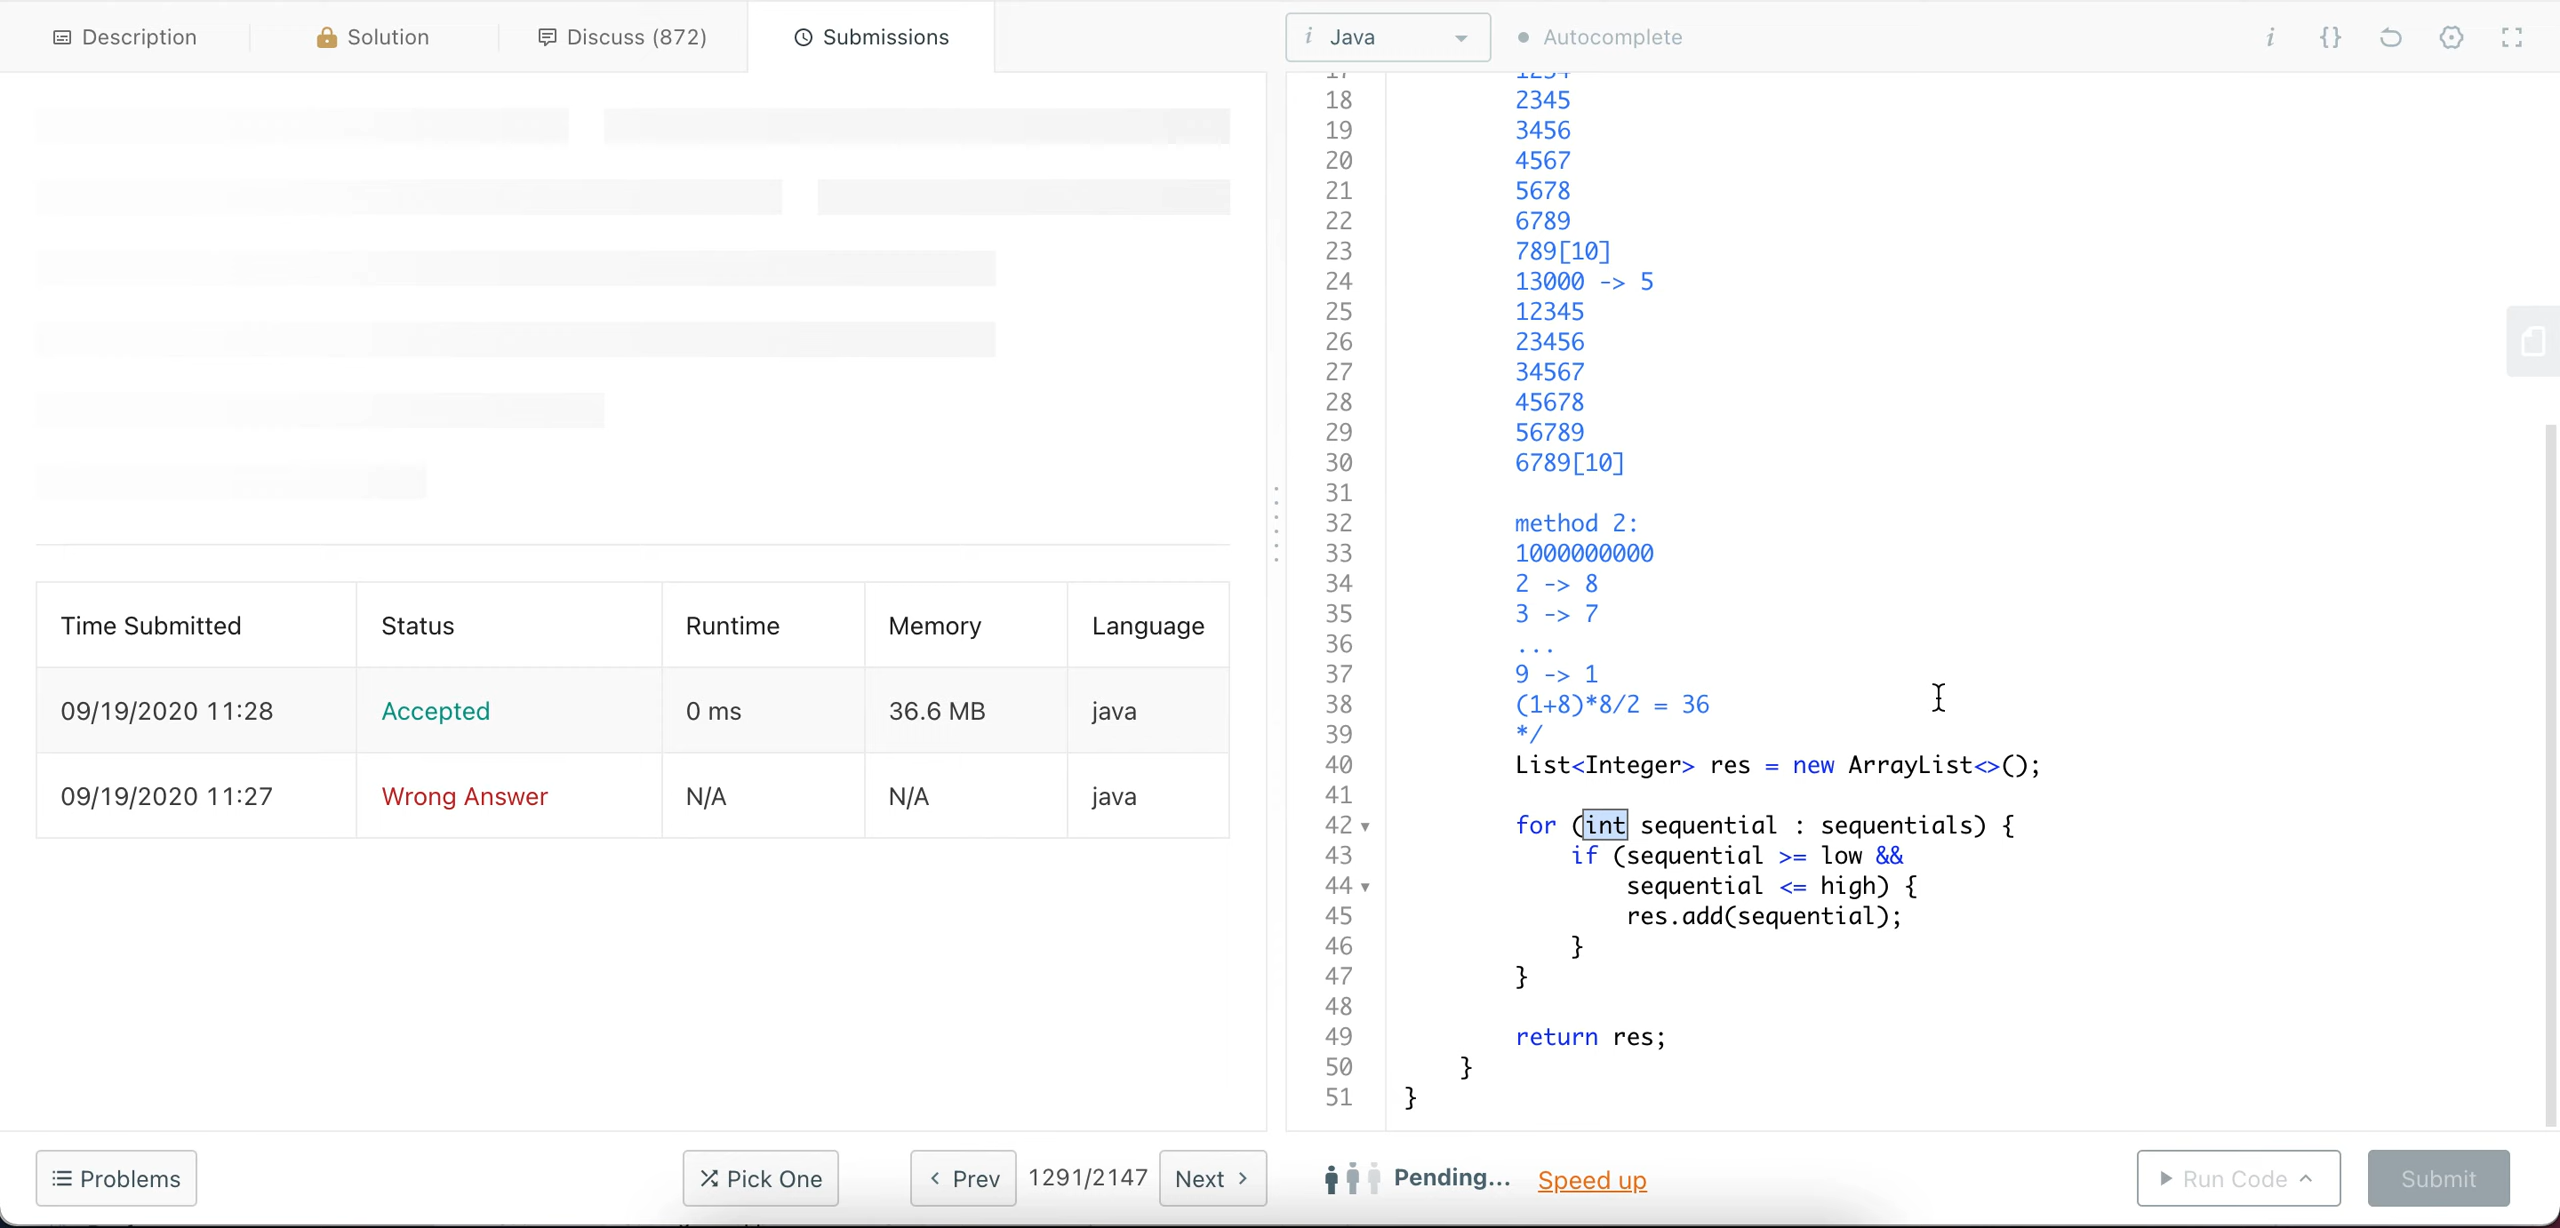 Description
Solution
Discuss (872)
Submissions
i Java
Autocomplete
i {}
Time Submitted Status Runtime Memory Language
09/19/2020 11:28 Accepted 0 ms 36.6 MB java
09/19/2020 11:27 Wrong Answer N/A N/A java
18 2345
19 3456
20 4567
21 5678
22 6789
23 789[10]
24 13000 -> 5
25 12345
26 23456
27 34567
28 45678
29 56789
30 6789[10]
31
32 method 2:
33 1000000000
34 2 -> 8
35 3 -> 7
36 ...
37 9 -> 1
38 (1+8)*8/2 = 36
39 */
40 List<Integer> res = new ArrayList<>();
41
42 for (int sequential : sequentials) {
43 if (sequential >= low &&
44 sequential <= high) {
45 res.add(sequential);
46 }
47 }
48
49 return res;
50 }
51 }
Problems
Pick One
< Prev
1291/2147
Next >
Pending...
Speed up
Run Code
Submit